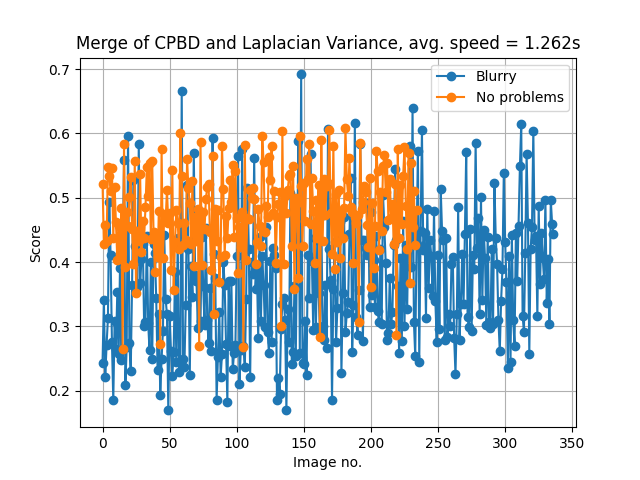 Merge of CPBD and Laplacian Variance, avg. speed = 1.262s
Blurry
No problems
0.7
0.6
0.5
0.4
0.3
0.2
Score
0 50 100 150 200 250 300 350
Image no.